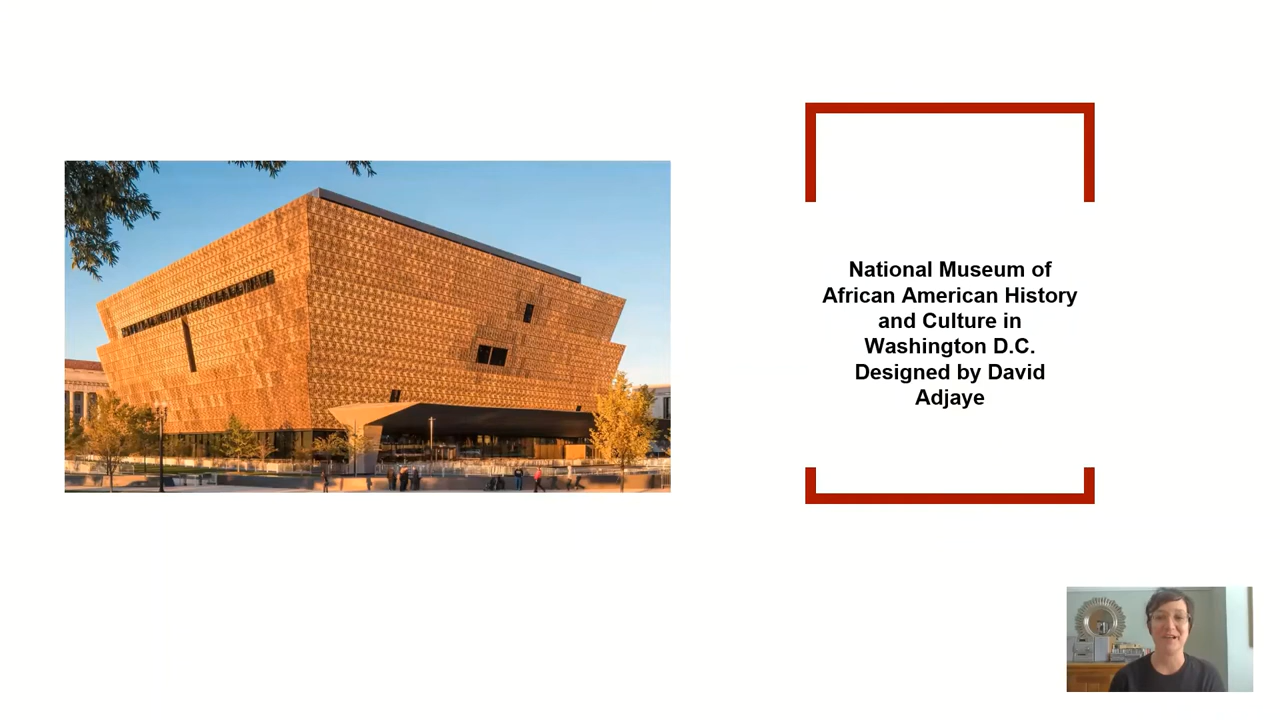 National Museum of
African American History
and Culture in
Washington D.C.
Designed by David
Adjaye